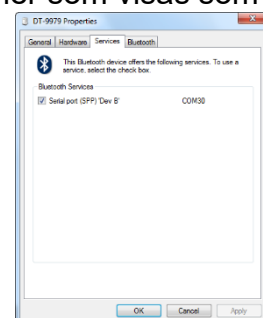 DT-9979 Properties
General Hardware Services Bluetooth
This Bluetooth device offers the following services. To use a
service, select the check box.
Bluetooth Services
Serial port (SPP) 'Dev B' COM30
OK Cancel Apply